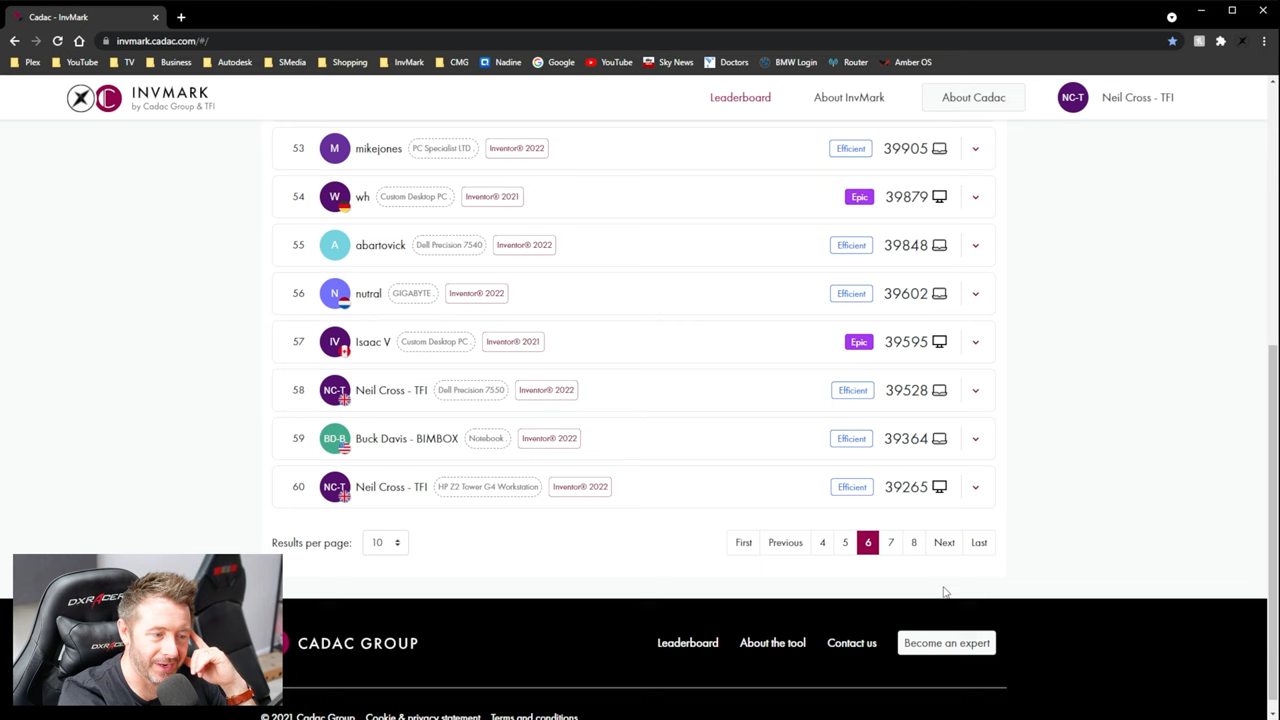 Cadac - InvMark
invmark.cadac.com/#/
Plex YouTube TV Business Autodesk SMedia Shopping InvMark CMG Nadine Google YouTube Sky News Doctors BMW Login Router Amber OS
INVMARK
by Cadac Group & TFI
Leaderboard About InvMark About Cadac NC-T Neil Cross - TFI
53 M mikejones PC Specialist LTD . Inventor® 2022 Efficient 39905
54 W wh Custom Desktop PC . Inventor® 2021 Epic 39879
55 A abartovick Dell Precision 7540 Inventor® 2022 Efficient 39848
56 N nutral GIGABYTE . Inventor® 2022 Efficient 39602
57 IV Isaac V Custom Desktop PC . Inventor® 2021 Epic 39595
58 NC-T Neil Cross - TFI Dell Precision 7550 Inventor® 2022 Efficient 39528
59 BD-B Buck Davis - BIMBOX Notebook . Inventor® 2022 Efficient 39364
60 NC-T Neil Cross - TFI HP Z2 Tower G4 Workstation Inventor® 2022 Efficient 39265
Results per page: 10 First Previous 4 5 6 7 8 Next Last
DXRACER
CADAC GROUP Leaderboard About the tool Contact us Become an expert
© 2021 Cadac Group Cookie & privacy statement Terms and conditions